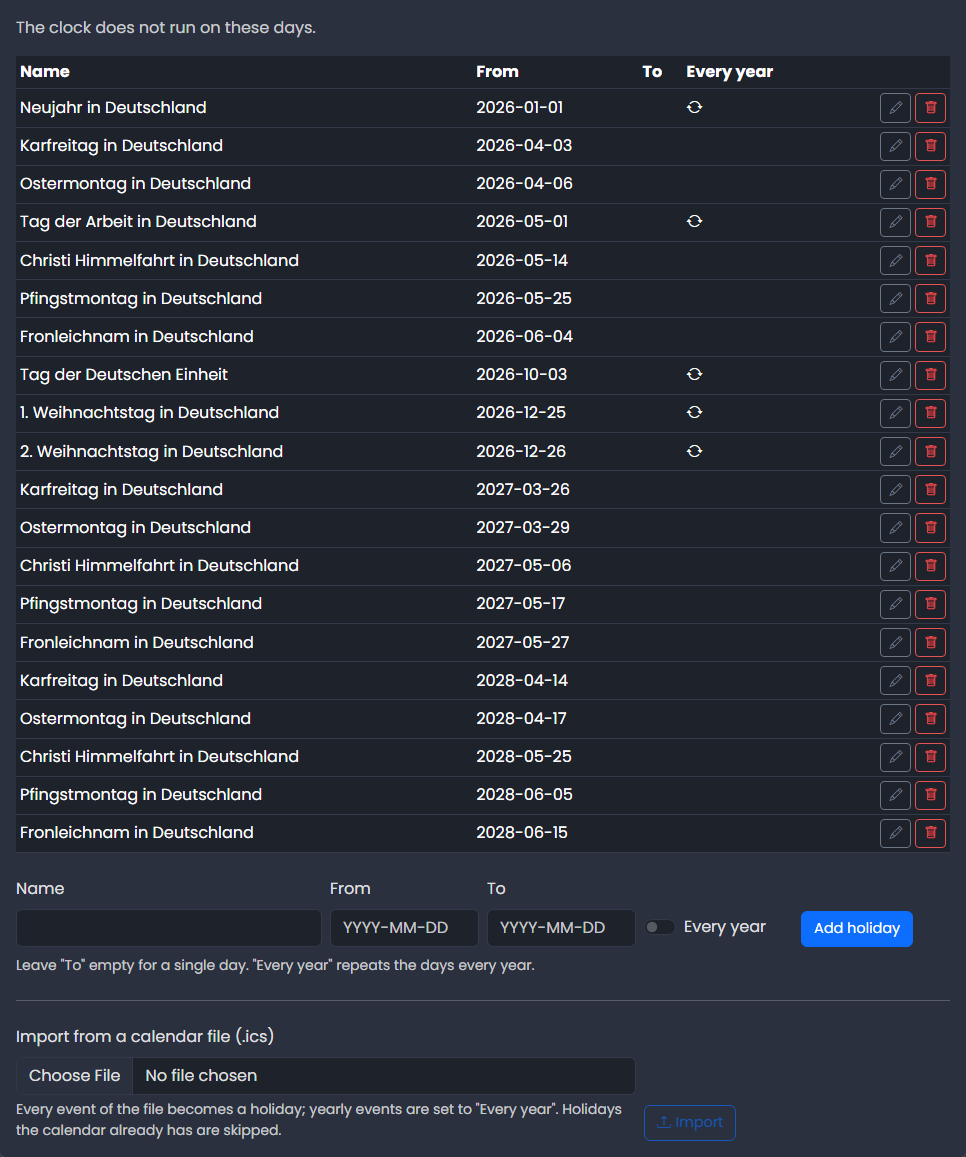 The clock does not run on these days.
Name From To Every year
Neujahr in Deutschland 2026-01-01
Karfreitag in Deutschland 2026-04-03
Ostermontag in Deutschland 2026-04-06
Tag der Arbeit in Deutschland 2026-05-01
Christi Himmelfahrt in Deutschland 2026-05-14
Pfingstmontag in Deutschland 2026-05-25
Fronleichnam in Deutschland 2026-06-04
Tag der Deutschen Einheit 2026-10-03
1. Weihnachtstag in Deutschland 2026-12-25
2. Weihnachtstag in Deutschland 2026-12-26
Karfreitag in Deutschland 2027-03-26
Ostermontag in Deutschland 2027-03-29
Christi Himmelfahrt in Deutschland 2027-05-06
Pfingstmontag in Deutschland 2027-05-17
Fronleichnam in Deutschland 2027-05-27
Karfreitag in Deutschland 2028-04-14
Ostermontag in Deutschland 2028-04-17
Christi Himmelfahrt in Deutschland 2028-05-25
Pfingstmontag in Deutschland 2028-06-05
Fronleichnam in Deutschland 2028-06-15
Name From To
YYYY-MM-DD YYYY-MM-DD Every year Add holiday
Leave "To" empty for a single day. "Every year" repeats the days every year.
Import from a calendar file (.ics)
Choose File No file chosen
Every event of the file becomes a holiday; yearly events are set to "Every year". Holidays
the calendar already has are skipped.
Import